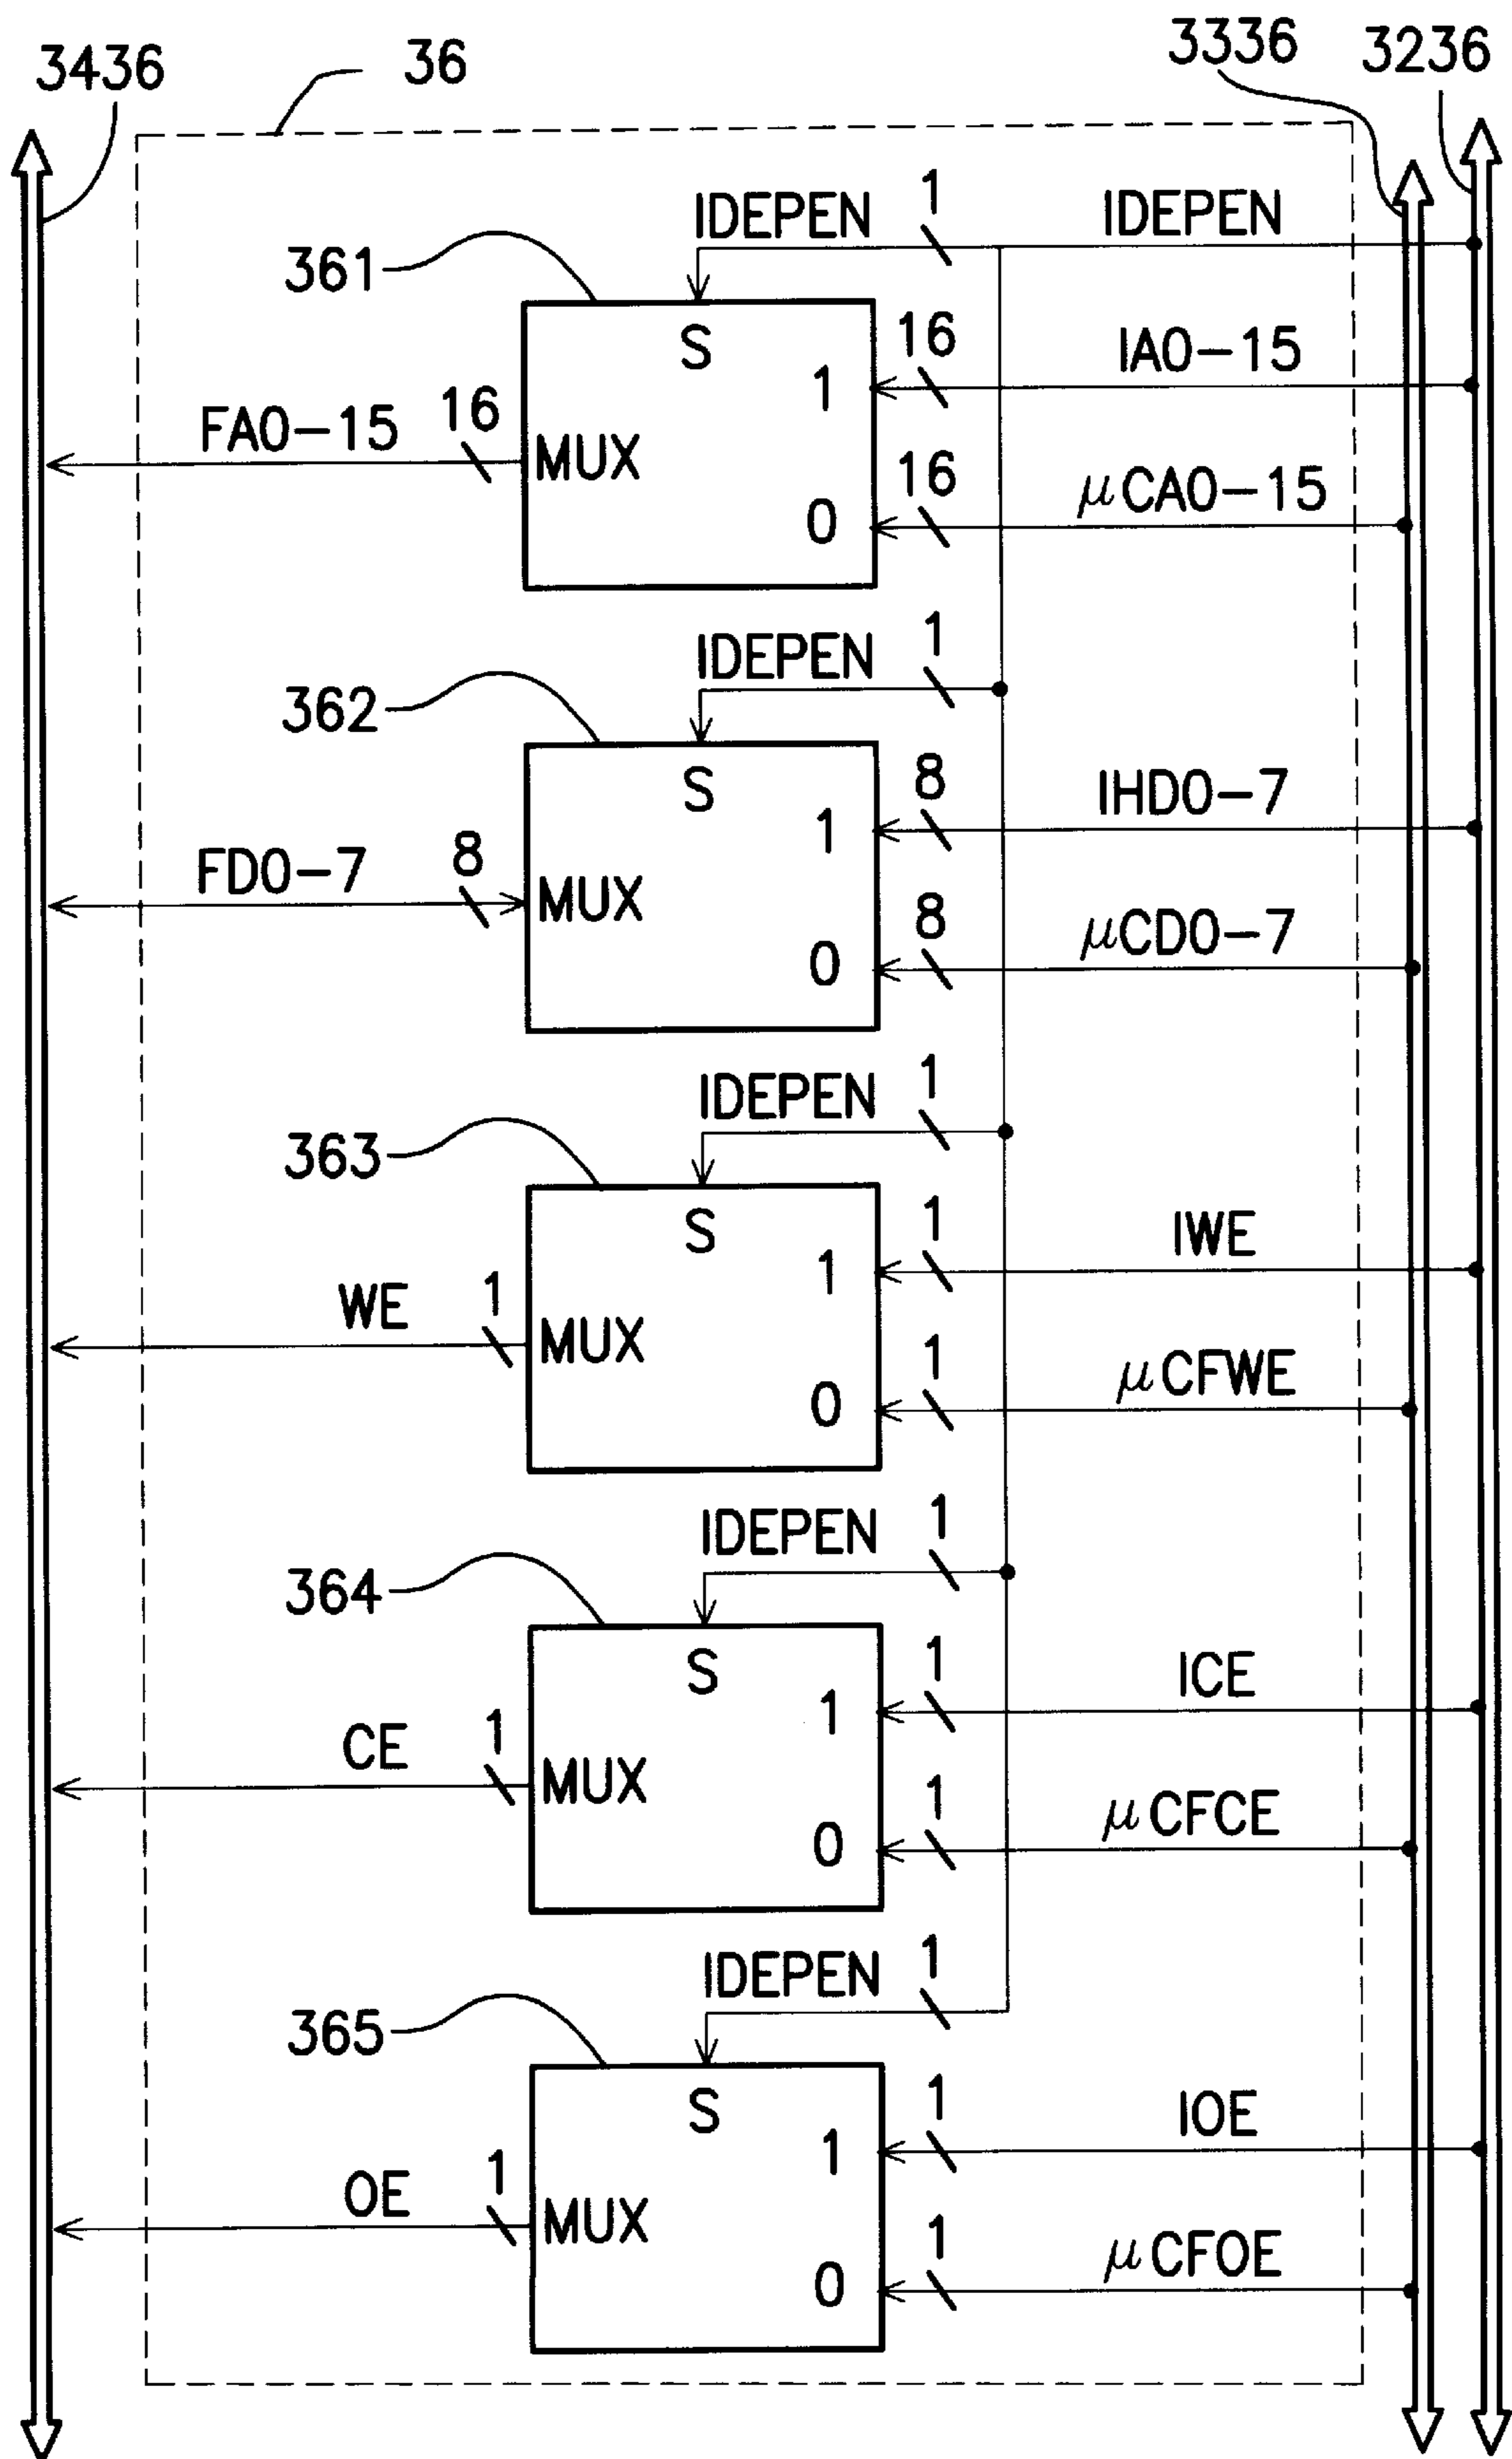 3436
36
3336
3236
IDEPEN
1
IDEPEN
361
S
16
IA0-15
1
FA0-15
16
MUX
16
μCA0-15
0
IDEPEN
1
362
S
8
IHD0-7
1
FD0-7
8
MUX
8
μCD0-7
0
IDEPEN
1
363
S
1
IWE
1
WE
1
MUX
1
μCFWE
0
IDEPEN
1
364
S
1
ICE
1
CE
1
MUX
1
μCFCE
0
IDEPEN
1
365
S
1
IOE
1
OE
1
MUX
1
μCFOE
0